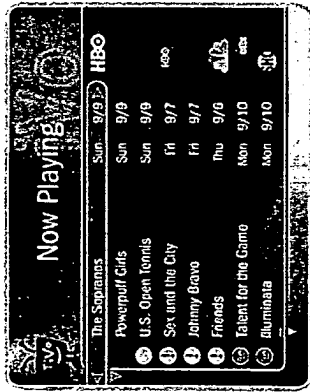 TiVo
Now Playing
The Sopranos Sun 9/9 HBO
Powerpuff Girls Sun 9/9
U.S. Open Tennis Sun 9/9
Sex and the City Fri 9/7 HBO
Johnny Bravo Fri 9/7
Friends Thu 9/6
Talent for the Game Mon 9/10
Illuminata Mon 9/10